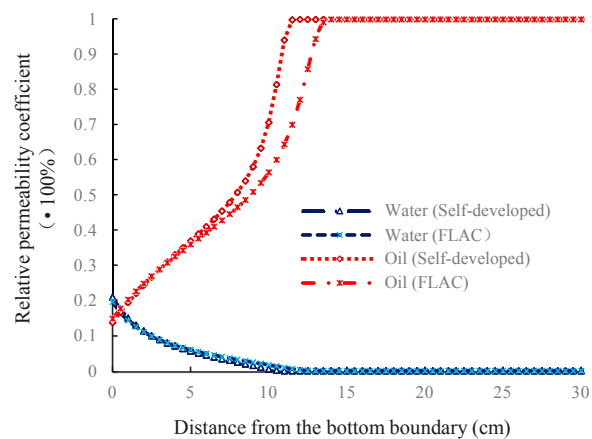 Relative permeability coefficient
(•100%)
1
0.9
0.8
0.7
0.6
0.5
0.4
0.3
0.2
0.1
0
Water (Self-developed)
Water (FLAC）
Oil (Self-developed)
Oil (FLAC)
0 5 10 15 20 25 30
Distance from the bottom boundary (cm)